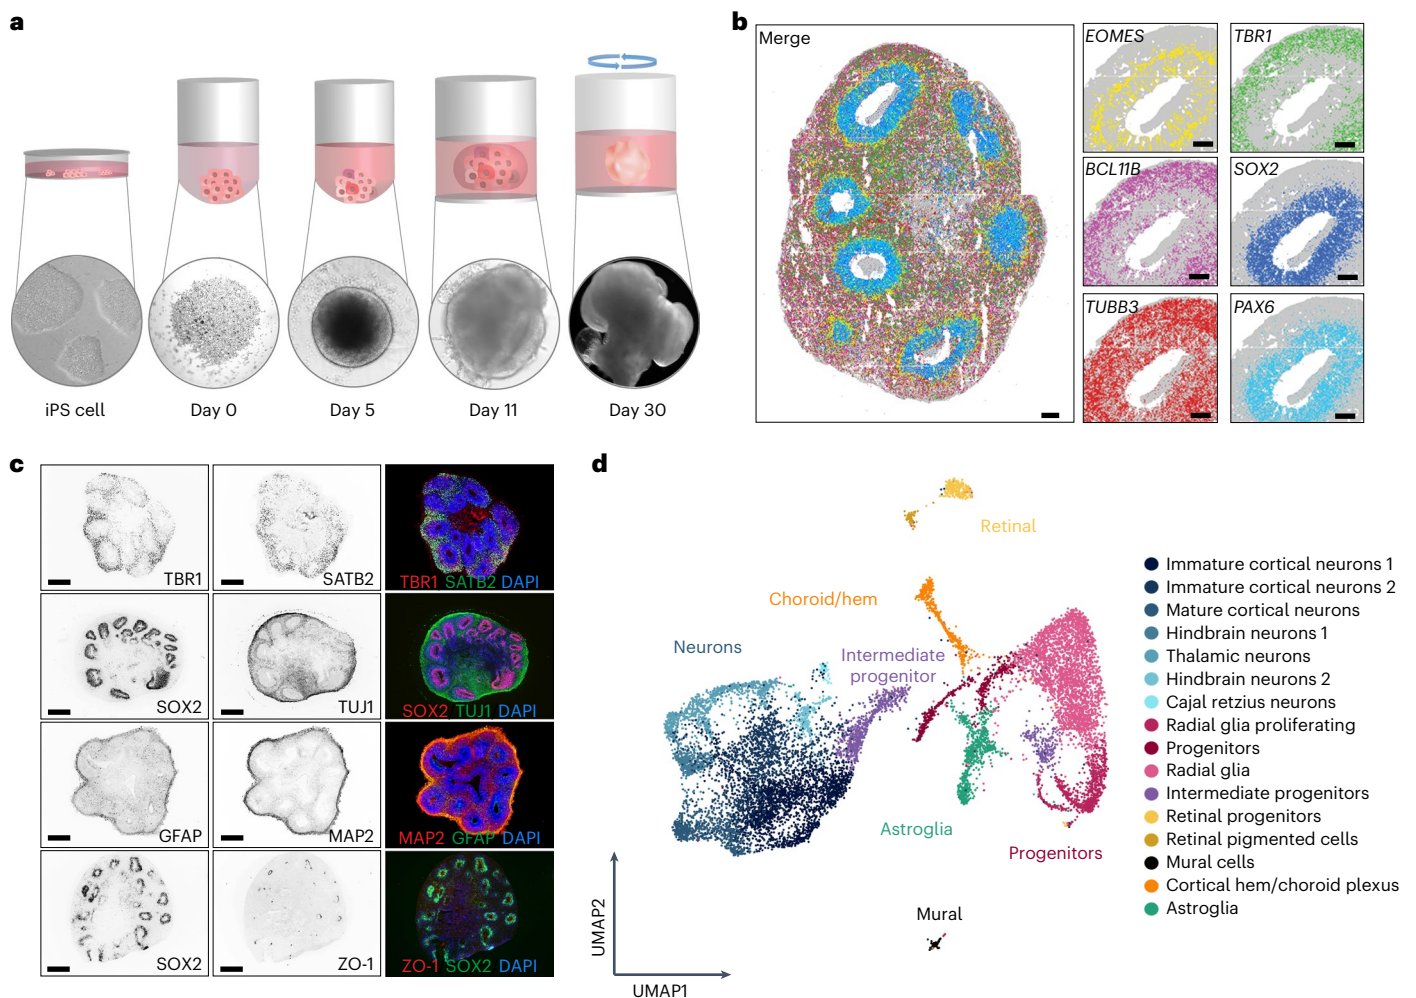 a
iPS cell
Day 0
Day 5
Day 11
Day 30
b
Merge
EOMES
TBR1
BCL11B
SOX2
TUBB3
PAX6
c
TBR1
SATB2
TBR1 SATB2 DAPI
SOX2
TUJ1
SOX2 TUJ1 DAPI
GFAP
MAP2
MAP2 GFAP DAPI
SOX2
ZO-1
ZO-1 SOX2 DAPI
d
Retinal
Choroid/hem
Neurons
Intermediate
progenitor
Astroglia
Progenitors
Mural
UMAP2
UMAP1
Immature cortical neurons 1
Immature cortical neurons 2
Mature cortical neurons
Hindbrain neurons 1
Thalamic neurons
Hindbrain neurons 2
Cajal retzius neurons
Radial glia proliferating
Progenitors
Radial glia
Intermediate progenitors
Retinal progenitors
Retinal pigmented cells
Mural cells
Cortical hem/choroid plexus
Astroglia